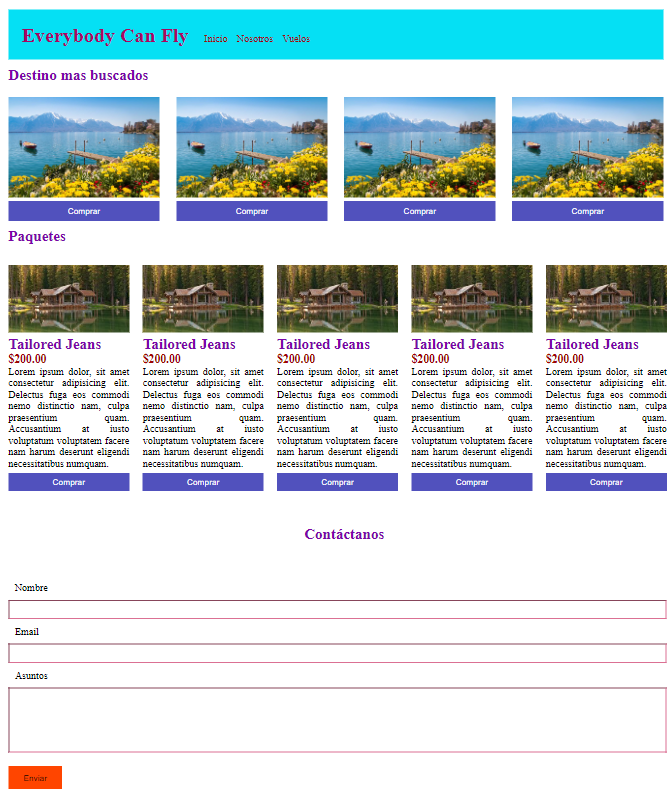 Everybody Can Fly Inicio Nosotros Vuelos
Destino mas buscados
Comprar Comprar Comprar Comprar
Paquetes
Tailored Jeans
$200.00
Lorem ipsum dolor, sit amet
consectetur adipisicing elit.
Delectus fuga eos commodi
nemo distinctio nam, culpa
praesentium quam.
Accusantium at iusto
voluptatum voluptatem facere
nam harum deserunt eligendi
necessitatibus numquam.
Comprar
Tailored Jeans
$200.00
Lorem ipsum dolor, sit amet
consectetur adipisicing elit.
Delectus fuga eos commodi
nemo distinctio nam, culpa
praesentium quam.
Accusantium at iusto
voluptatum voluptatem facere
nam harum deserunt eligendi
necessitatibus numquam.
Comprar
Tailored Jeans
$200.00
Lorem ipsum dolor, sit amet
consectetur adipisicing elit.
Delectus fuga eos commodi
nemo distinctio nam, culpa
praesentium quam.
Accusantium at iusto
voluptatum voluptatem facere
nam harum deserunt eligendi
necessitatibus numquam.
Comprar
Tailored Jeans
$200.00
Lorem ipsum dolor, sit amet
consectetur adipisicing elit.
Delectus fuga eos commodi
nemo distinctio nam, culpa
praesentium quam.
Accusantium at iusto
voluptatum voluptatem facere
nam harum deserunt eligendi
necessitatibus numquam.
Comprar
Tailored Jeans
$200.00
Lorem ipsum dolor, sit amet
consectetur adipisicing elit.
Delectus fuga eos commodi
nemo distinctio nam, culpa
praesentium quam.
Accusantium at iusto
voluptatum voluptatem facere
nam harum deserunt eligendi
necessitatibus numquam.
Comprar
Contáctanos
Nombre
Email
Asuntos
Enviar